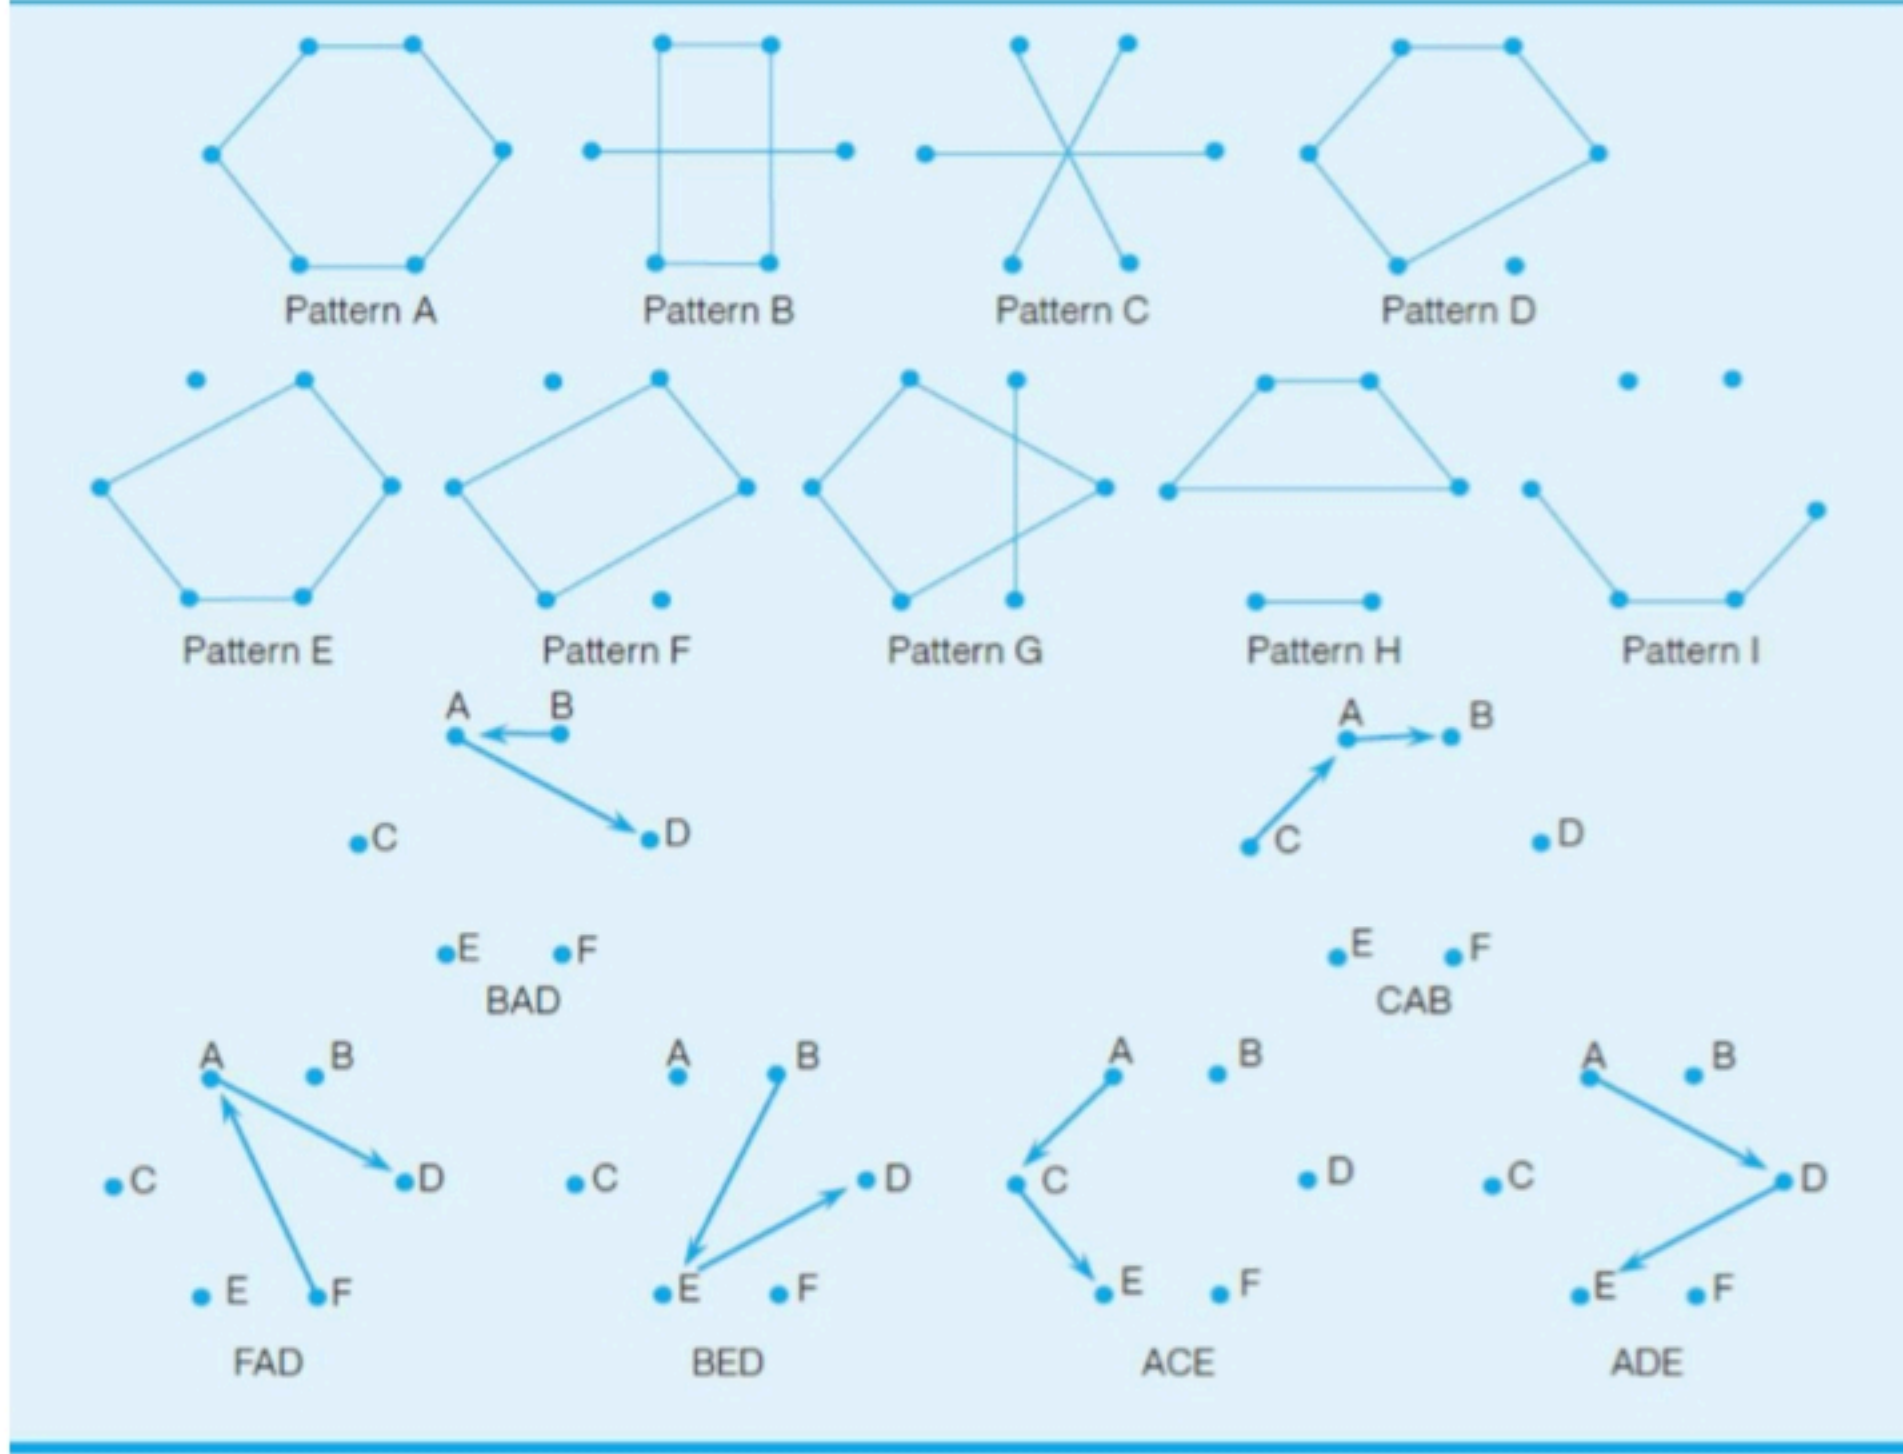 Pattern A Pattern B Pattern C Pattern D
Pattern E Pattern F Pattern G Pattern H Pattern I
A B A B
C D C D
E F E F
BAD CAB
A B A B A B A B
C D C D C D C D
E F E F E F E F
FAD BED ACE ADE